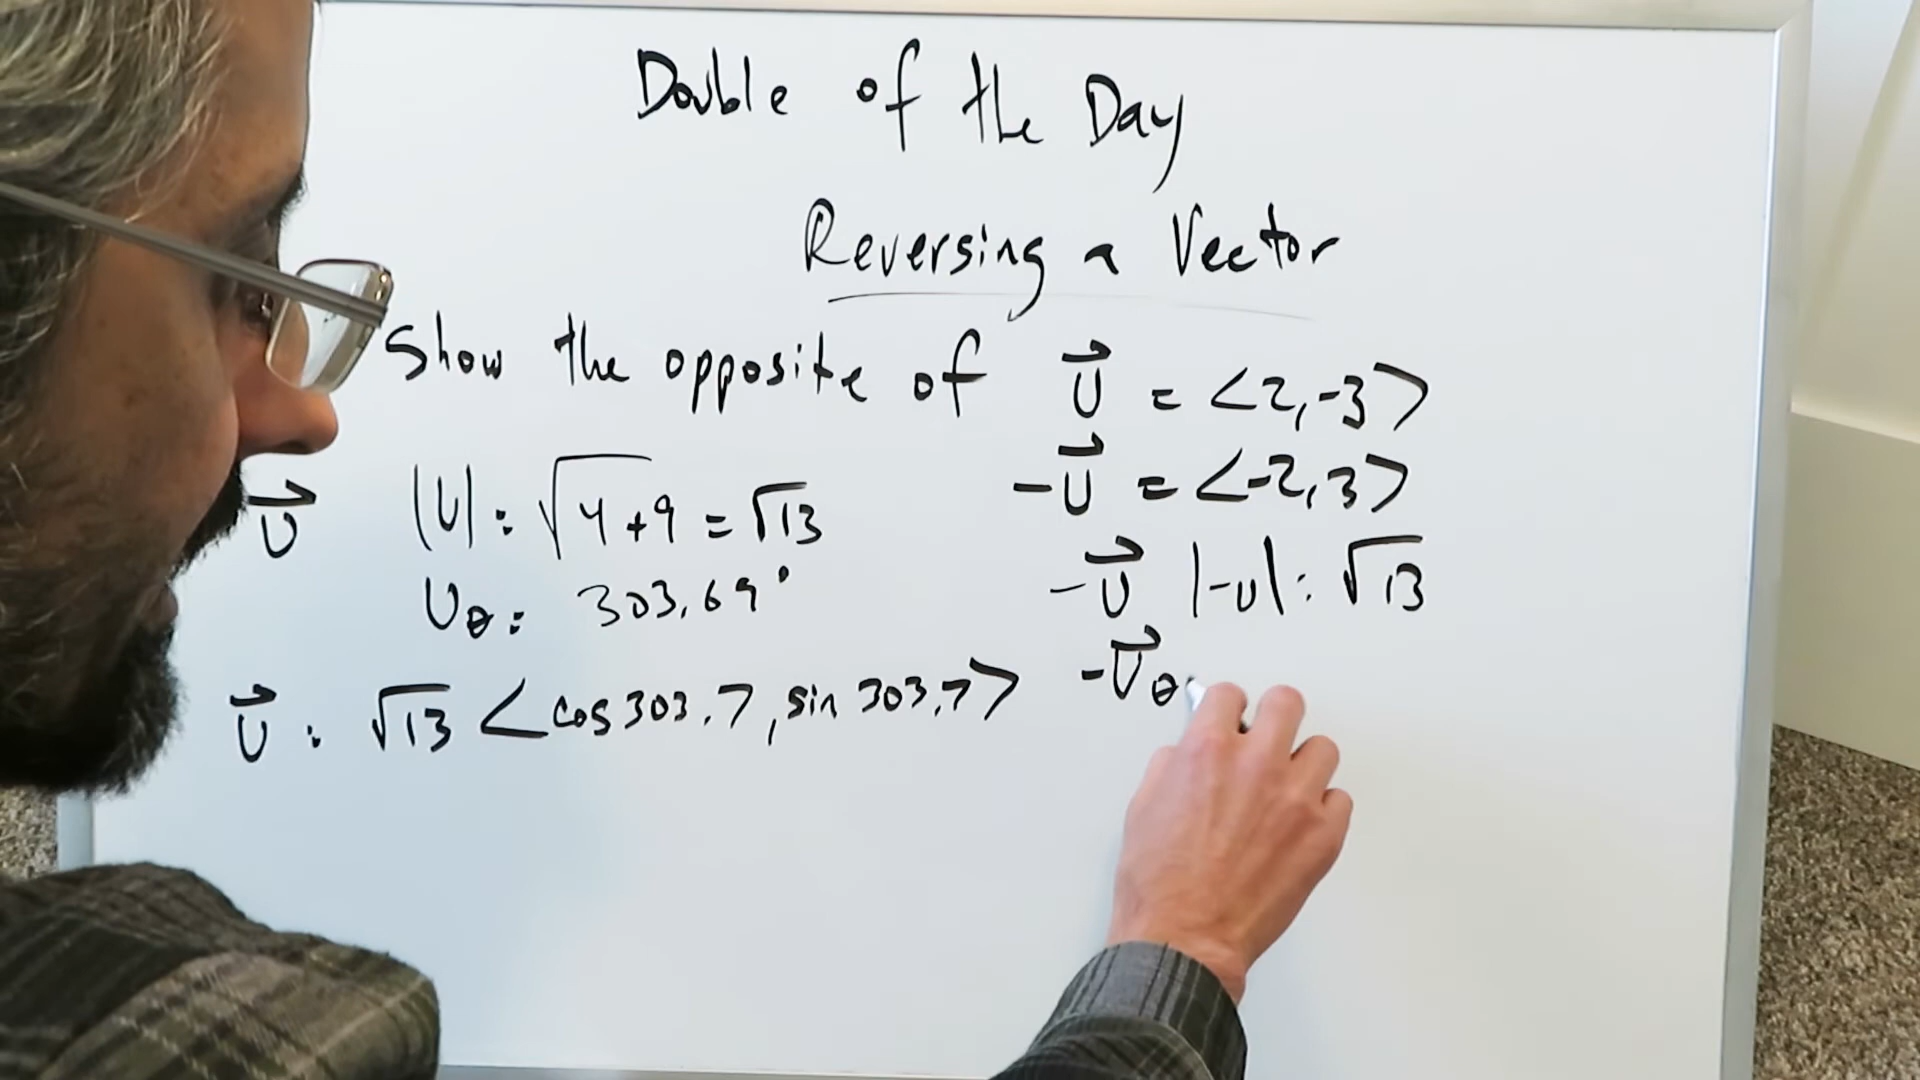 Double of the Day
Reversing a Vector
Show the opposite of U⃗ = <2,-3>
-U⃗ = <-2,3>
U⃗ |U|: √4+9 = √13
-U⃗ |-U|: √13
Uθ: 303.69°
-U⃗θ:
U⃗ : √13 <cos 303.7, sin 303.7>